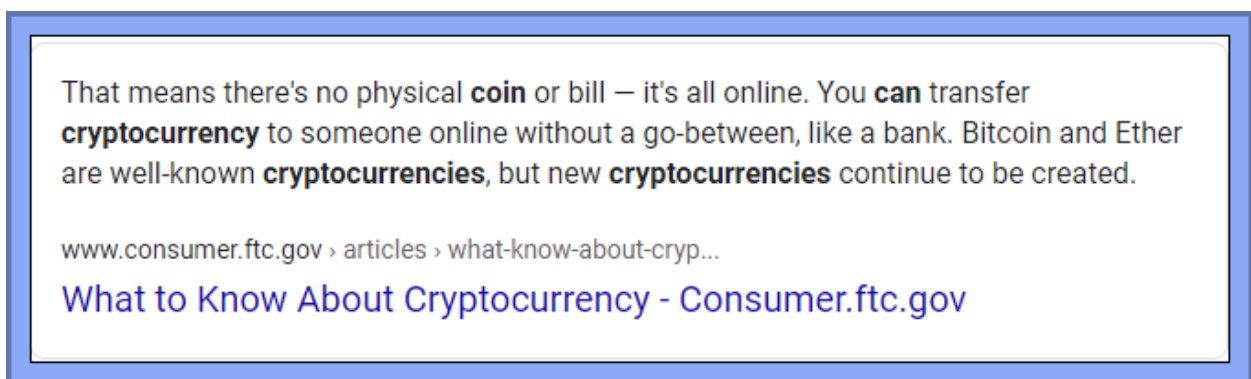 That means there's no physical coin or bill — it's all online. You can transfer
cryptocurrency to someone online without a go-between, like a bank. Bitcoin and Ether
are well-known cryptocurrencies, but new cryptocurrencies continue to be created.
www.consumer.ftc.gov › articles › what-know-about-cryp...
What to Know About Cryptocurrency - Consumer.ftc.gov